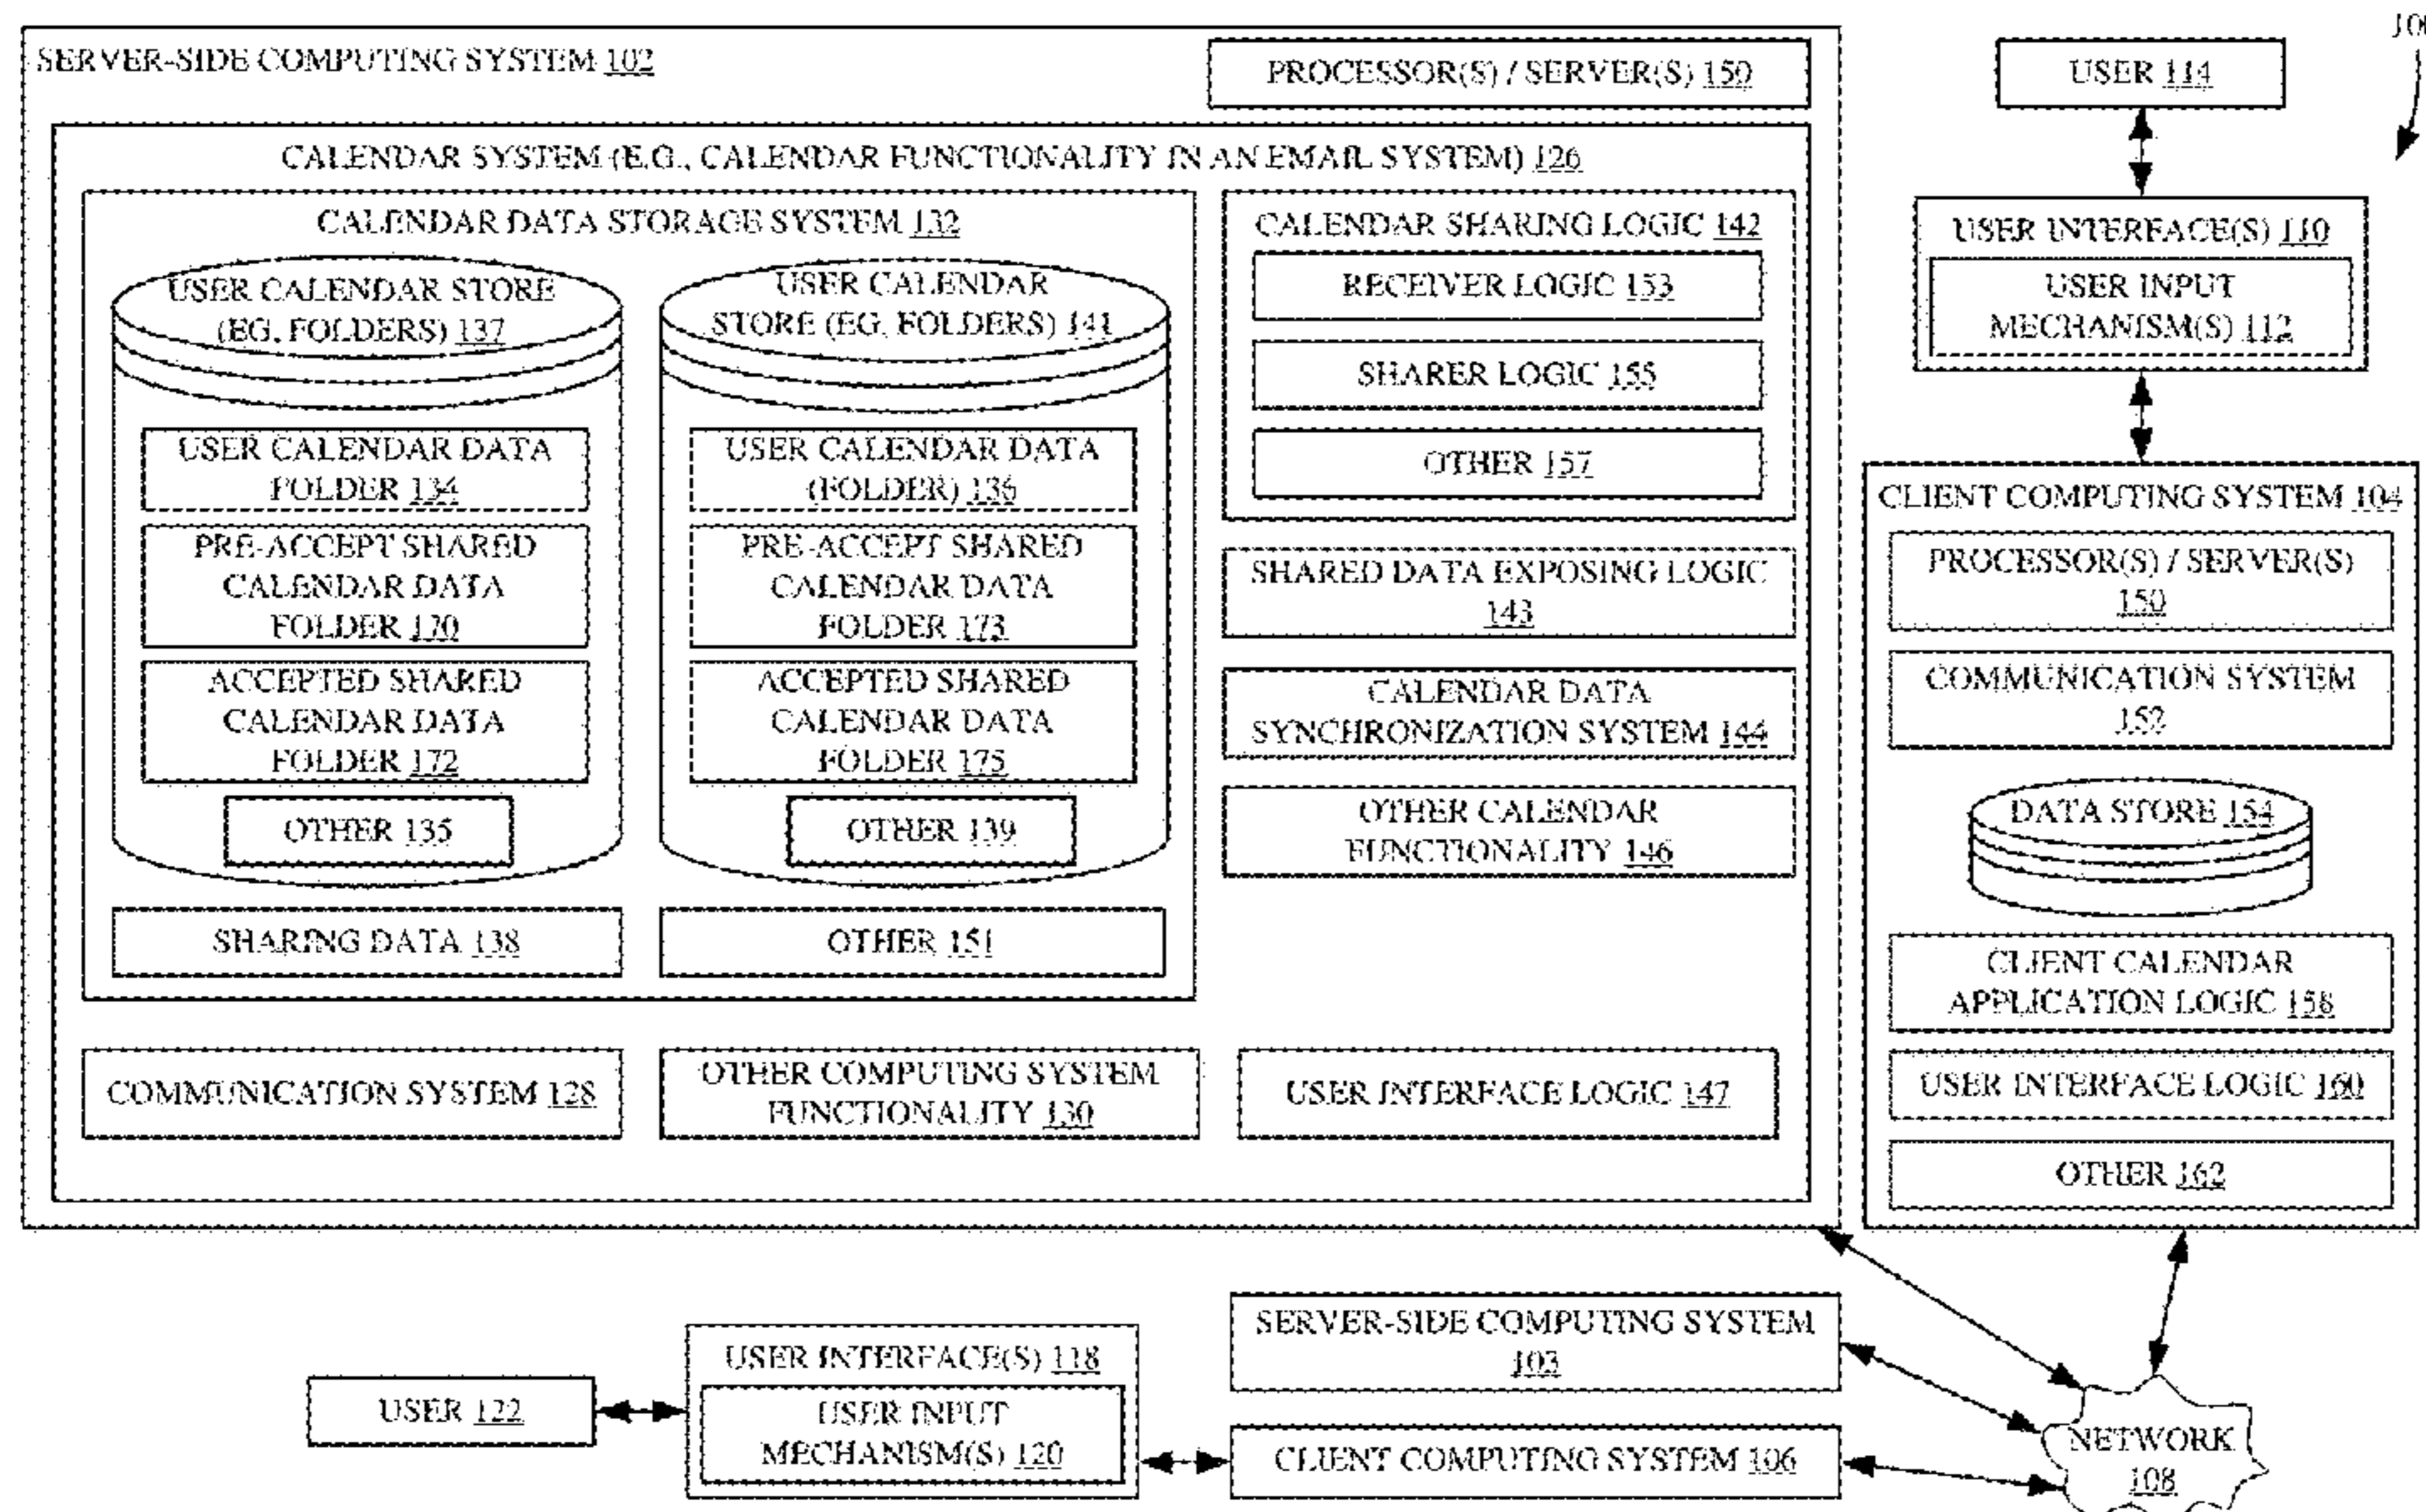 SERVER-SIDE COMPUTING SYSTEM 102
PROCESSOR(S) / SERVER(S) 150
CALENDAR SYSTEM (E.G., CALENDAR FUNCTIONALITY IN AN EMAIL SYSTEM) 126
CALENDAR DATA STORAGE SYSTEM 132
USER CALENDAR STORE
(EG. FOLDERS) 137
USER CALENDAR DATA
FOLDER 134
PRE-ACCEPT SHARED
CALENDAR DATA
FOLDER 170
ACCEPTED SHARED
CALENDAR DATA
FOLDER 172
OTHER 135
USER CALENDAR
STORE (EG. FOLDERS) 141
USER CALENDAR DATA
(FOLDER) 136
PRE-ACCEPT SHARED
CALENDAR DATA
FOLDER 173
ACCEPTED SHARED
CALENDAR DATA
FOLDER 175
OTHER 139
SHARING DATA 138
OTHER 151
CALENDAR SHARING LOGIC 142
RECEIVER LOGIC 153
SHARER LOGIC 155
OTHER 157
SHARED DATA EXPOSING LOGIC
143
CALENDAR DATA
SYNCHRONIZATION SYSTEM 144
OTHER CALENDAR
FUNCTIONALITY 146
COMMUNICATION SYSTEM 128
OTHER COMPUTING SYSTEM
FUNCTIONALITY 130
USER INTERFACE LOGIC 147
USER 114
USER INTERFACE(S) 110
USER INPUT
MECHANISM(S) 112
CLIENT COMPUTING SYSTEM 104
PROCESSOR(S) / SERVER(S)
150
COMMUNICATION SYSTEM
152
DATA STORE 154
CLIENT CALENDAR
APPLICATION LOGIC 158
USER INTERFACE LOGIC 160
OTHER 162
SERVER-SIDE COMPUTING SYSTEM
103
USER 122
USER INTERFACE(S) 118
USER INPUT
MECHANISM(S) 120
CLIENT COMPUTING SYSTEM 106
NETWORK
108